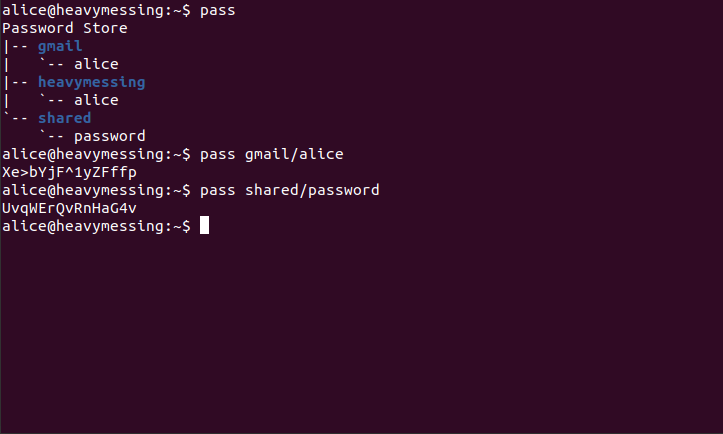 alice@heavymessing:~$ pass
Password Store
|-- gmail
|   `-- alice
|-- heavymessing
|   `-- alice
`-- shared
    `-- password
alice@heavymessing:~$ pass gmail/alice
Xe>bYjF^1yZFffp
alice@heavymessing:~$ pass shared/password
UvqWErQvRnHaG4v
alice@heavymessing:~$